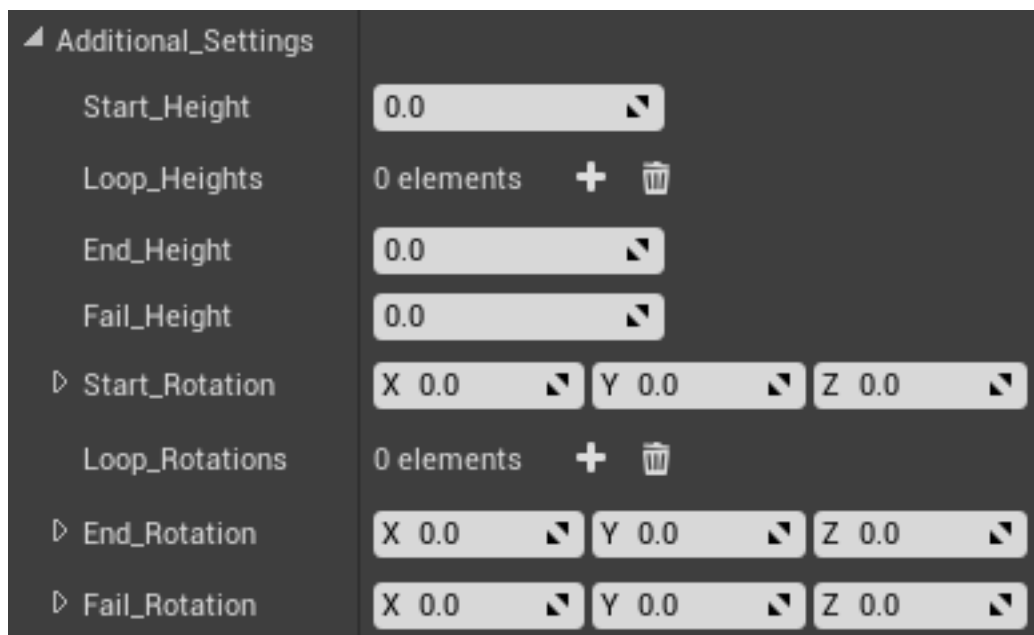 Additional_Settings
Start_Height 0.0
Loop_Heights 0 elements
End_Height 0.0
Fail_Height 0.0
Start_Rotation X 0.0 Y 0.0 Z 0.0
Loop_Rotations 0 elements
End_Rotation X 0.0 Y 0.0 Z 0.0
Fail_Rotation X 0.0 Y 0.0 Z 0.0